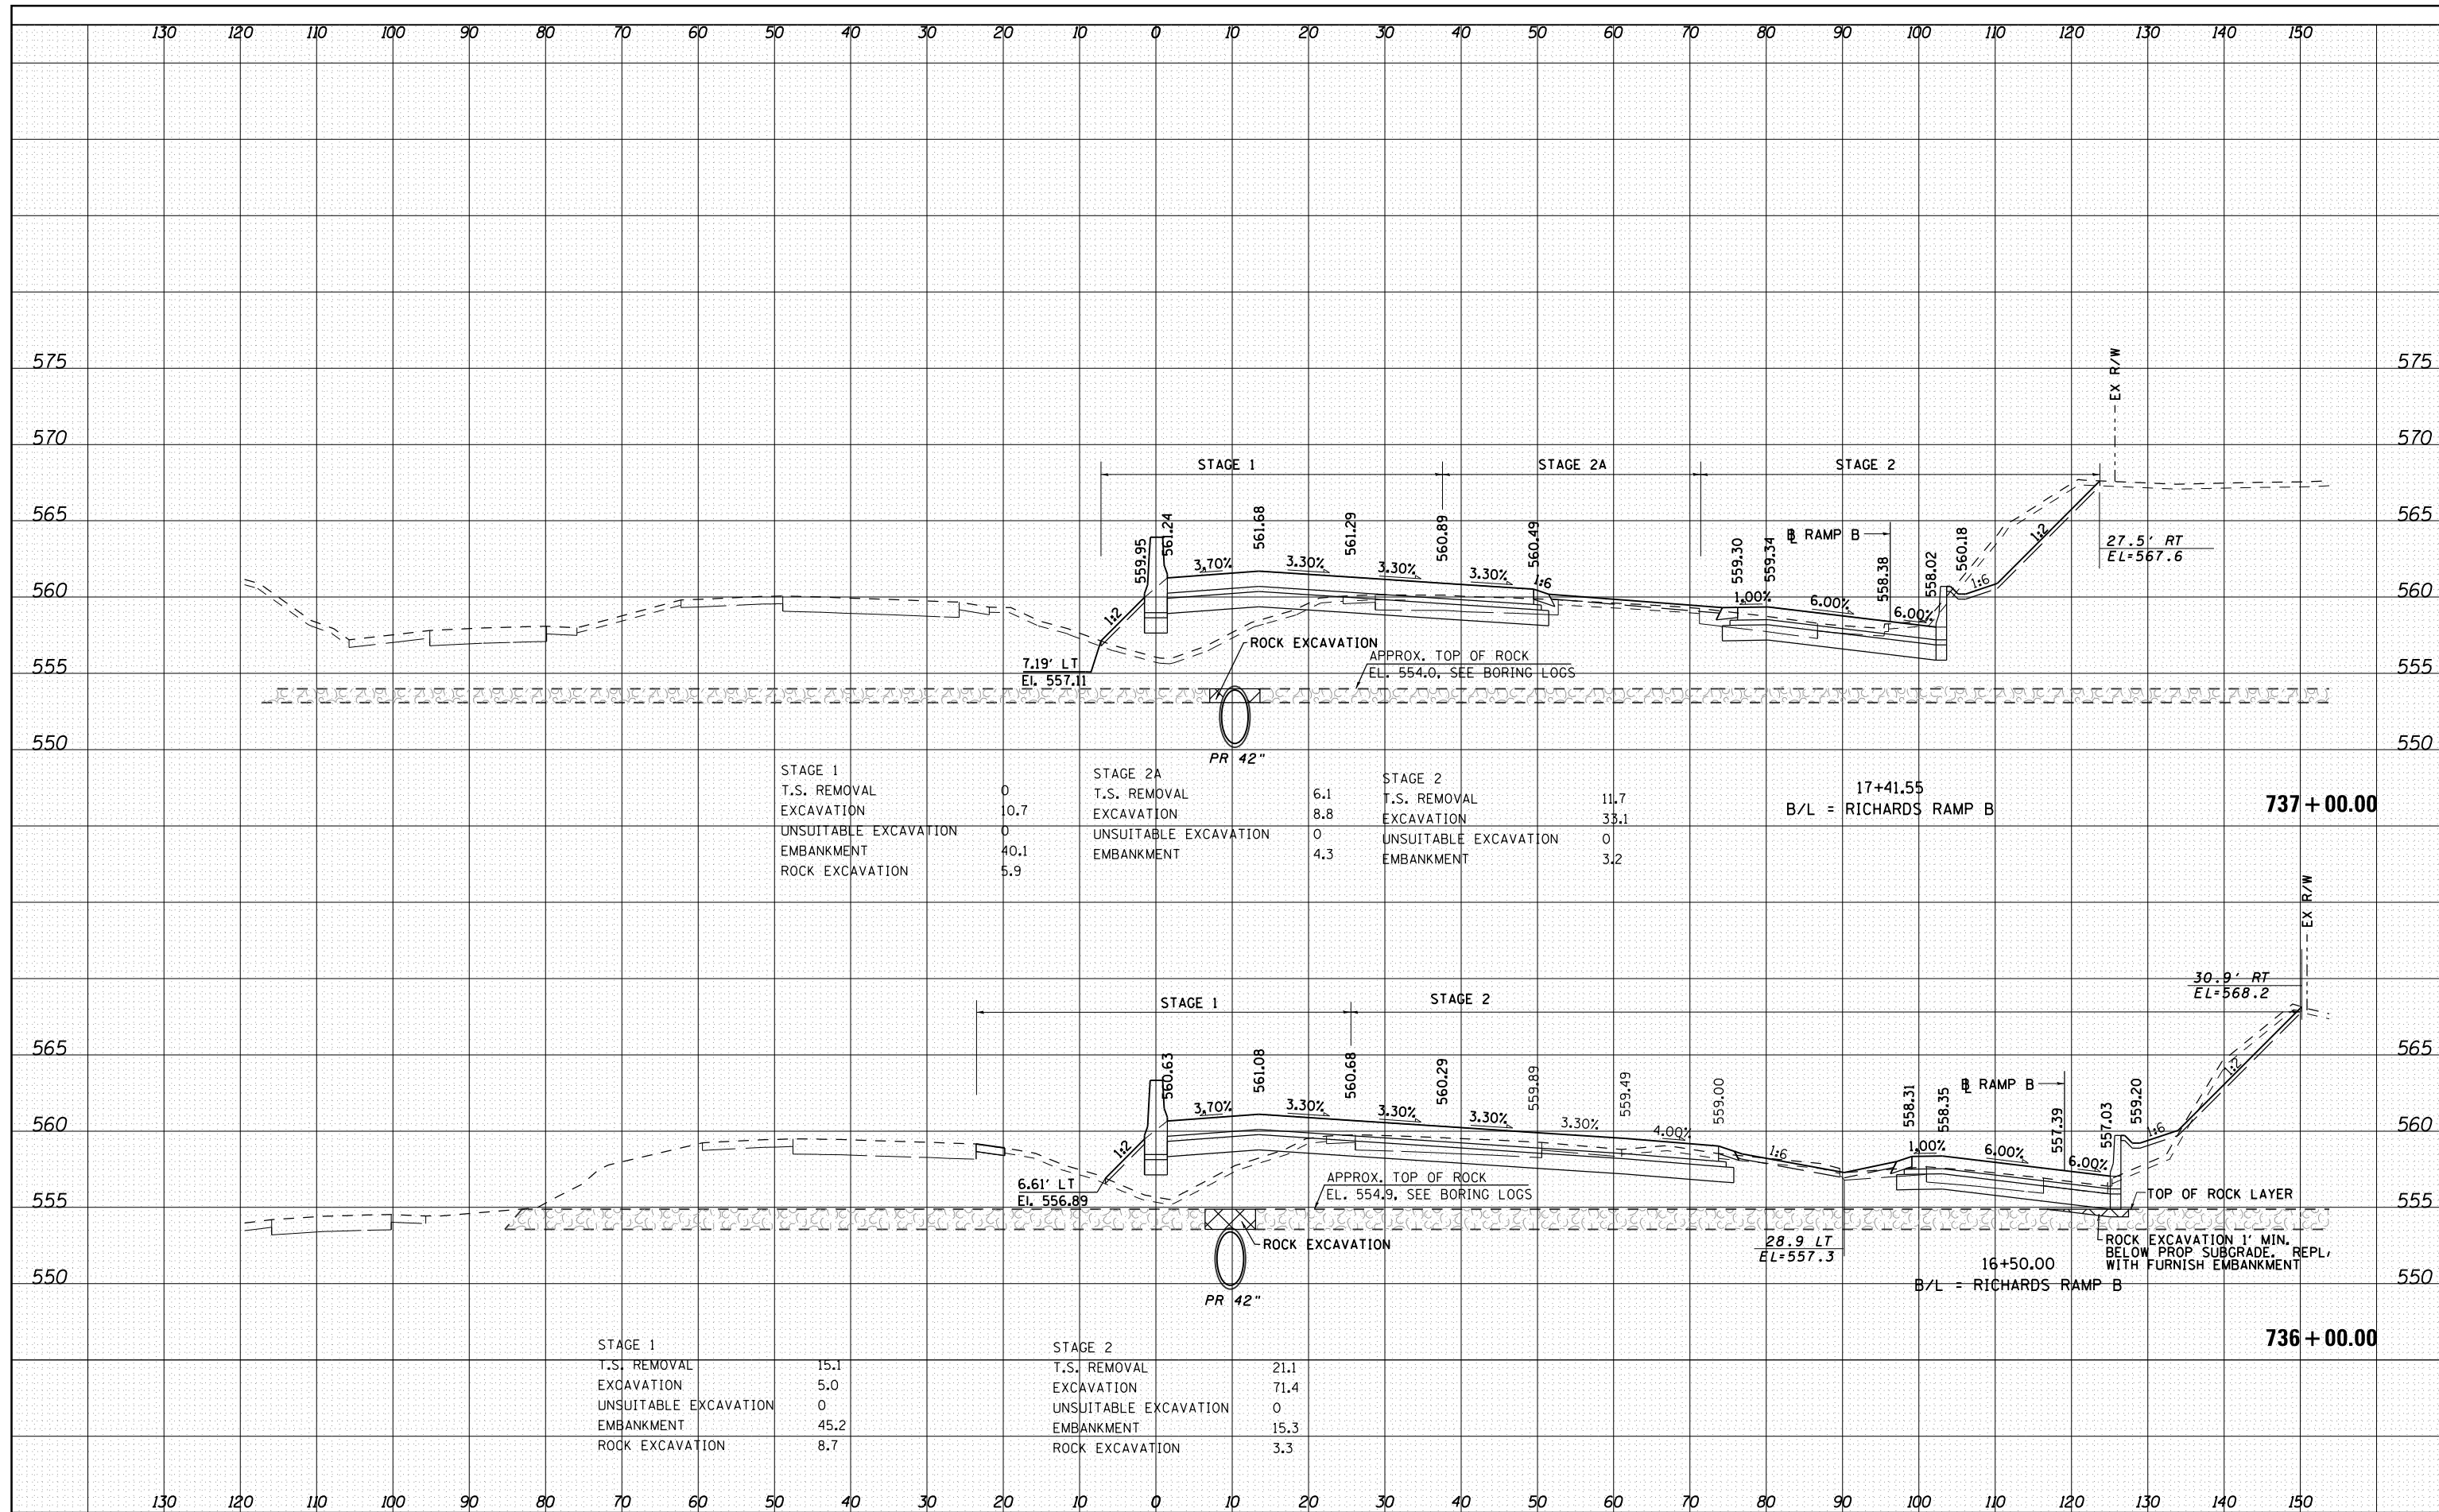 130 120 110 100 90 80 70 60 50 40 30 20 10 0 10 20 30 40 50 60 70 80 90 100 110 120 130 140 150
575 575
EX R/W
570 570
STAGE 1 STAGE 2A STAGE 2
565 565
559.95 561.24 561.68 561.29 560.89 560.49 559.30 559.34 558.38 558.02 560.18
B/L RAMP B
1:2
27.5' RT
EL=567.6
560 560
1:2 3.70% 3.30% 3.30% 3.30% 1:6 1.00% 6.00% 6.00% 1:6
ROCK EXCAVATION
APPROX. TOP OF ROCK
EL. 554.0, SEE BORING LOGS
555 555
7.19' LT
El. 557.11
550 550
PR 42"
STAGE 1
T.S. REMOVAL 0
EXCAVATION 10.7
UNSUITABLE EXCAVATION 0
EMBANKMENT 40.1
ROCK EXCAVATION 5.9
STAGE 2A
T.S. REMOVAL 6.1
EXCAVATION 8.8
UNSUITABLE EXCAVATION 0
EMBANKMENT 4.3
STAGE 2
T.S. REMOVAL 11.7
EXCAVATION 33.1
UNSUITABLE EXCAVATION 0
EMBANKMENT 3.2
17+41.55
B/L = RICHARDS RAMP B
737+00.00
EX R/W
30.9' RT
EL=568.2
STAGE 1 STAGE 2
565 565
560.63 561.08 560.68 560.29 559.89 559.49 559.00 558.31 558.35 557.39 557.03 559.20
B/L RAMP B
1:2
560 560
1:2 3.70% 3.30% 3.30% 3.30% 3.30% 4.00% 1:6 1.00% 6.00% 6.00% 1:6
6.61' LT
El. 556.89
APPROX. TOP OF ROCK
EL. 554.9, SEE BORING LOGS
TOP OF ROCK LAYER
555 555
ROCK EXCAVATION
28.9 LT
EL=557.3
ROCK EXCAVATION 1' MIN.
BELOW PROP SUBGRADE. REPL
WITH FURNISH EMBANKMENT
16+50.00
B/L = RICHARDS RAMP B
550 550
PR 42"
736+00.00
STAGE 1
T.S. REMOVAL 15.1
EXCAVATION 5.0
UNSUITABLE EXCAVATION 0
EMBANKMENT 45.2
ROCK EXCAVATION 8.7
STAGE 2
T.S. REMOVAL 21.1
EXCAVATION 71.4
UNSUITABLE EXCAVATION 0
EMBANKMENT 15.3
ROCK EXCAVATION 3.3
130 120 110 100 90 80 70 60 50 40 30 20 10 0 10 20 30 40 50 60 70 80 90 100 110 120 130 140 150